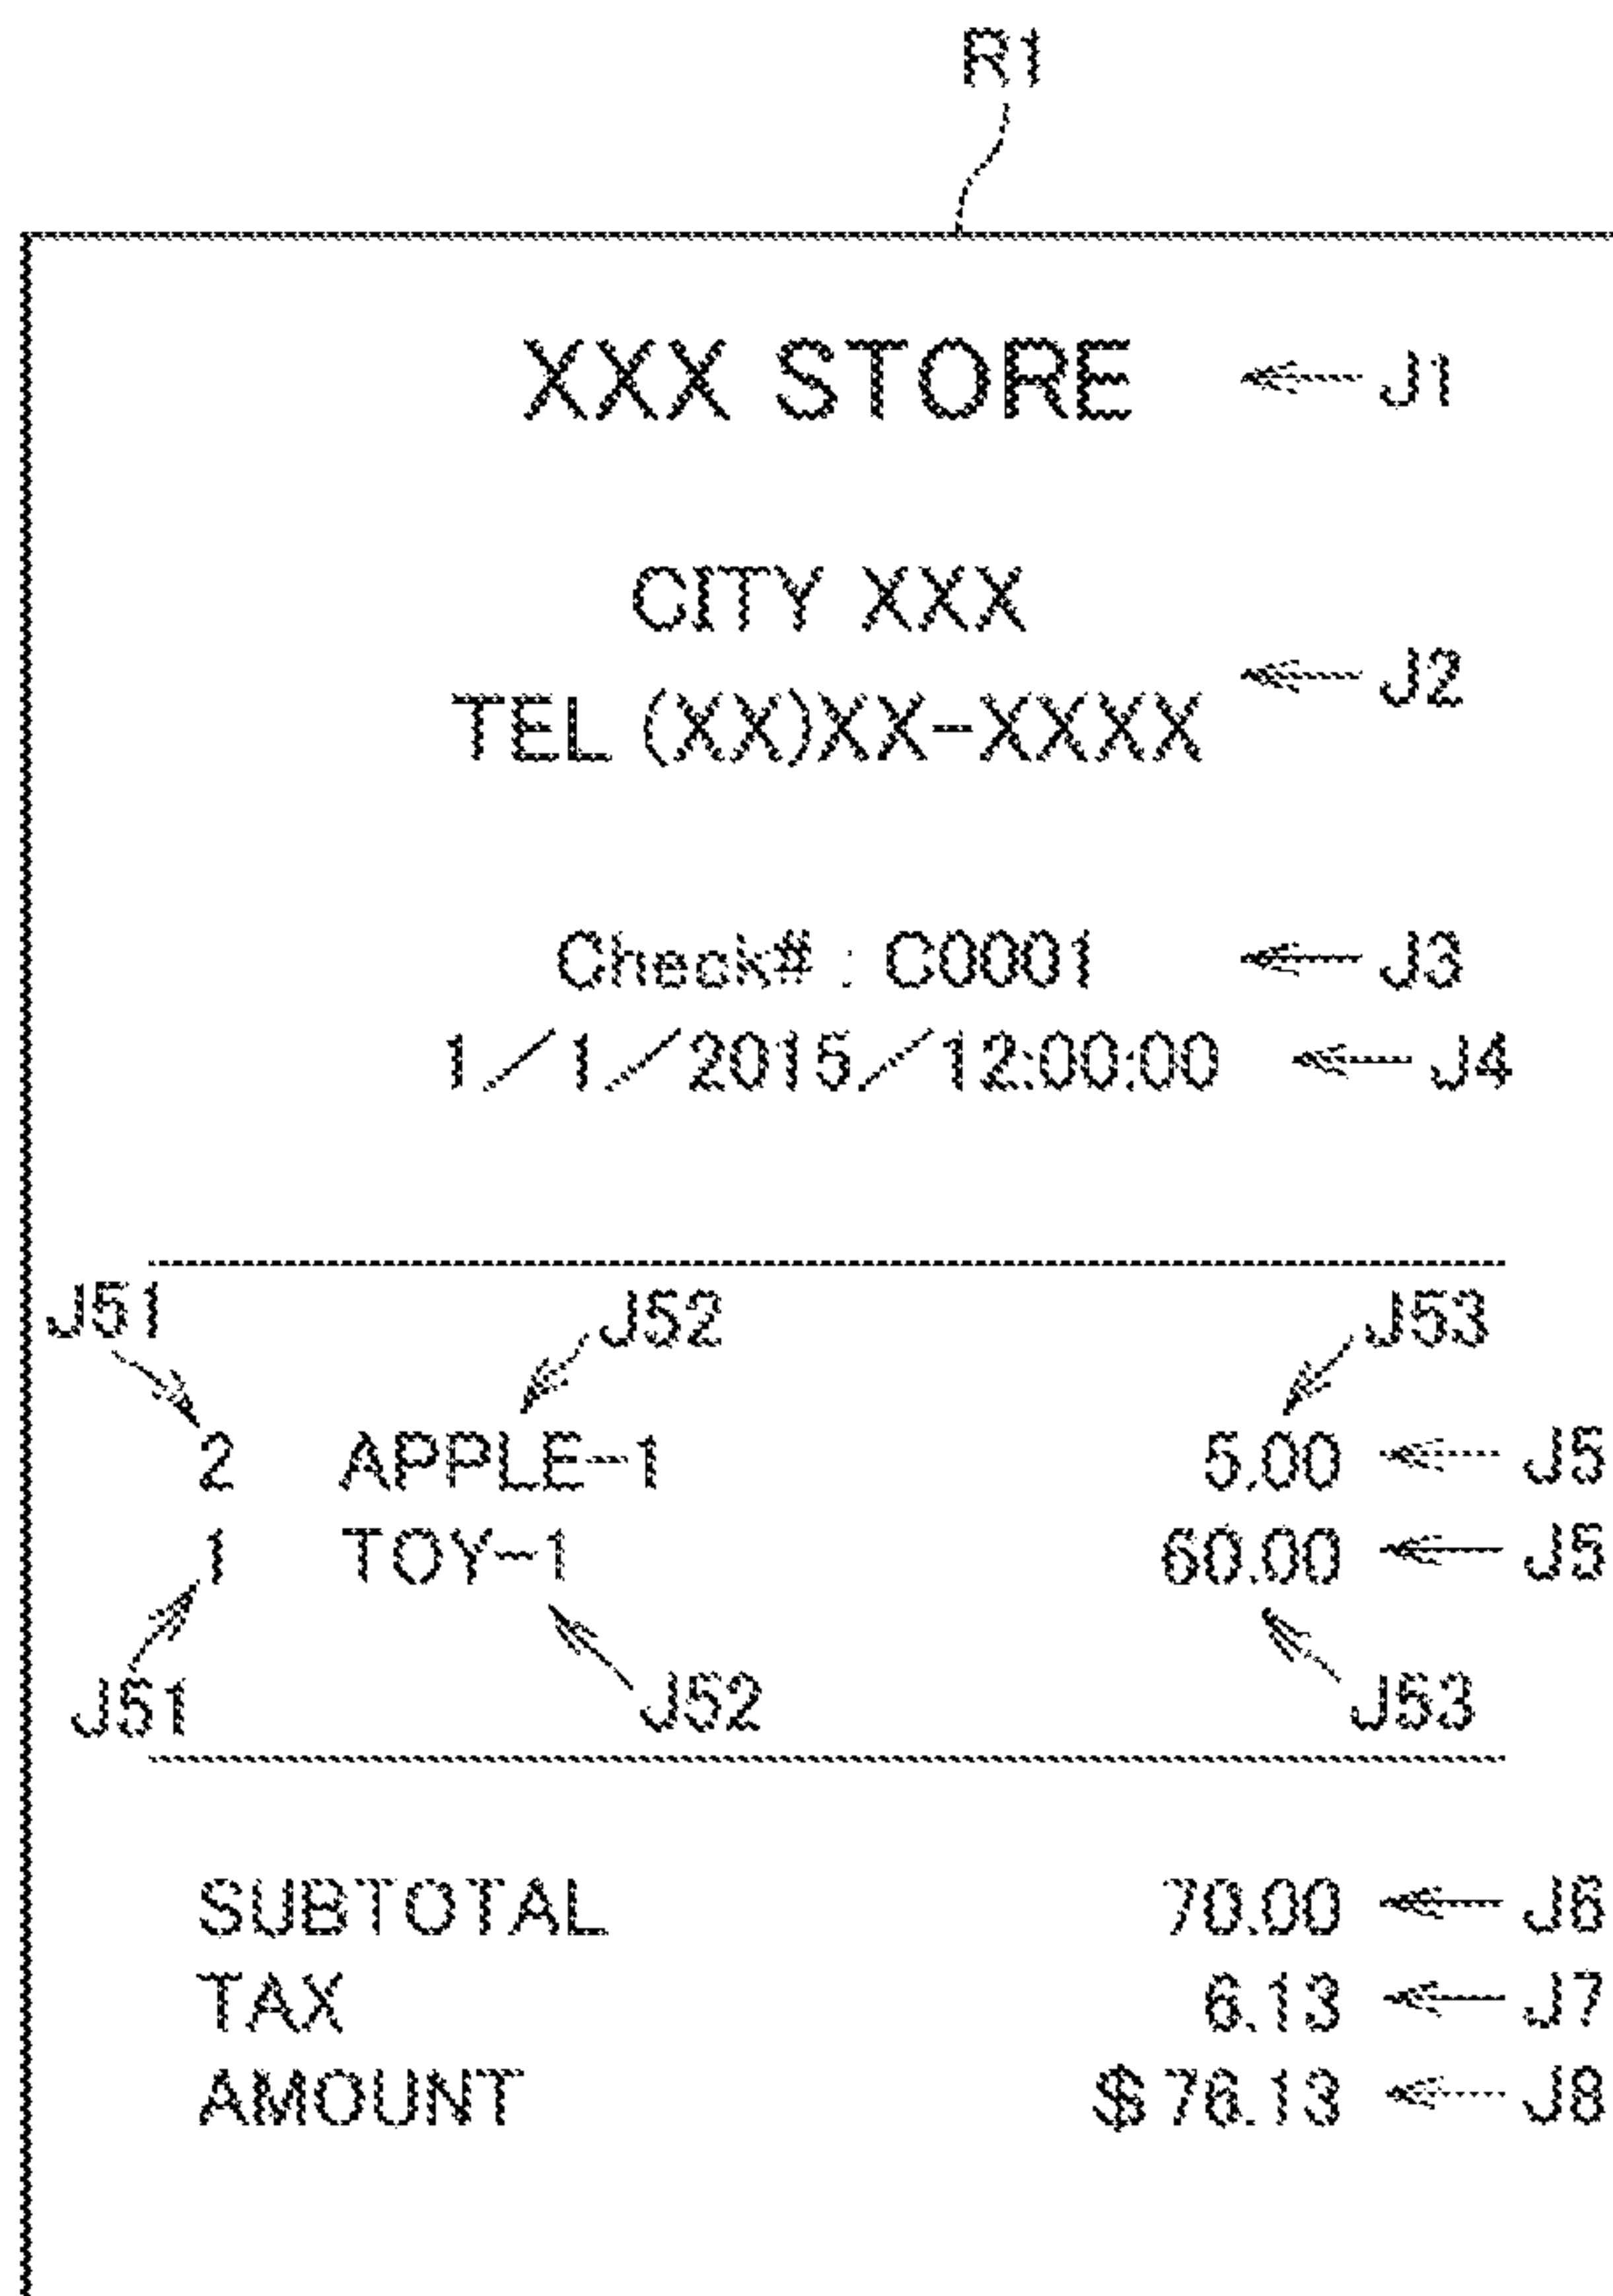 R1
XXX STORE J1
CITY XXX
J2
TEL (XX)XX-XXXX
Check# : C0001 J3
1/1/2015/12:00:00 J4
J51 J52 J53
2 APPLE-1 5.00 J5
1 TOY-1 60.00 J5
J51 J52 J53
SUBTOTAL 70.00 J6
TAX 6.13 J7
AMOUNT $76.13 J8